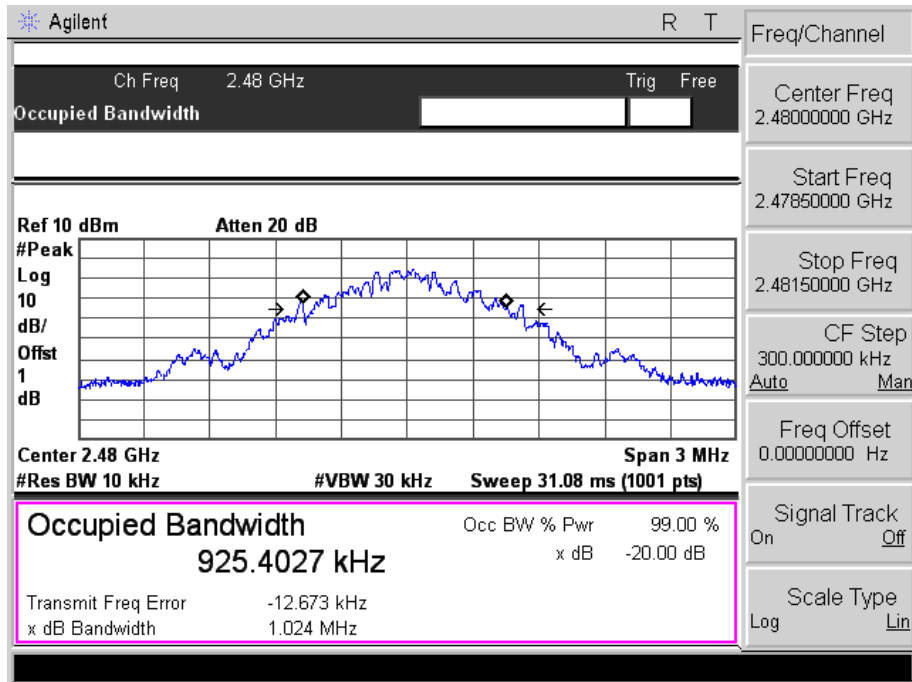 Agilent R T
Ch Freq 2.48 GHz Trig Free
Occupied Bandwidth
Ref 10 dBm Atten 20 dB
#Peak
Log
10
dB/
Offst
1
dB
Center 2.48 GHz Span 3 MHz
#Res BW 10 kHz #VBW 30 kHz Sweep 31.08 ms (1001 pts)
Occupied Bandwidth
925.4027 kHz
Occ BW % Pwr 99.00 %
x dB -20.00 dB
Transmit Freq Error -12.673 kHz
x dB Bandwidth 1.024 MHz
Freq/Channel
Center Freq
2.48000000 GHz
Start Freq
2.47850000 GHz
Stop Freq
2.48150000 GHz
CF Step
300.000000 kHz
Auto Man
Freq Offset
0.00000000 Hz
Signal Track
On Off
Scale Type
Log Lin